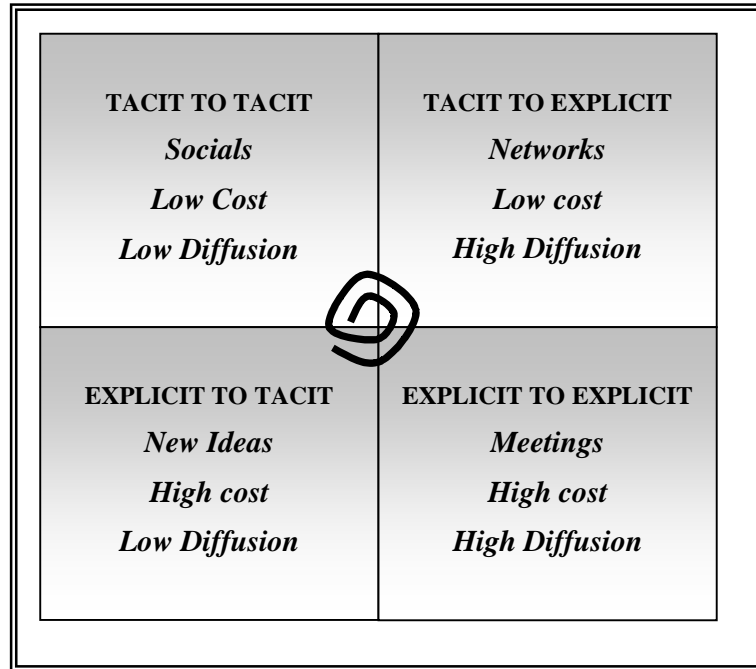 TACIT TO TACIT
Socials
Low Cost
Low Diffusion
TACIT TO EXPLICIT
Networks
Low cost
High Diffusion
EXPLICIT TO TACIT
New Ideas
High cost
Low Diffusion
EXPLICIT TO EXPLICIT
Meetings
High cost
High Diffusion